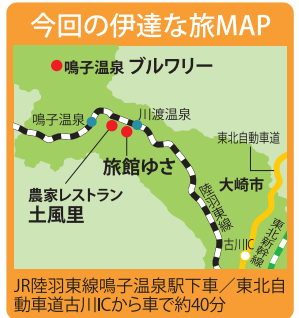 今回の伊達な旅MAP
鳴子温泉 ブルワリー
鳴子温泉
川渡温泉
東北自動車道
旅館ゆさ
農家レストラン
土風里
陸羽東線
大崎市
東北新幹線
古川IC
JR陸羽東線鳴子温泉駅下車／東北自
動車道古川ICから車で約40分